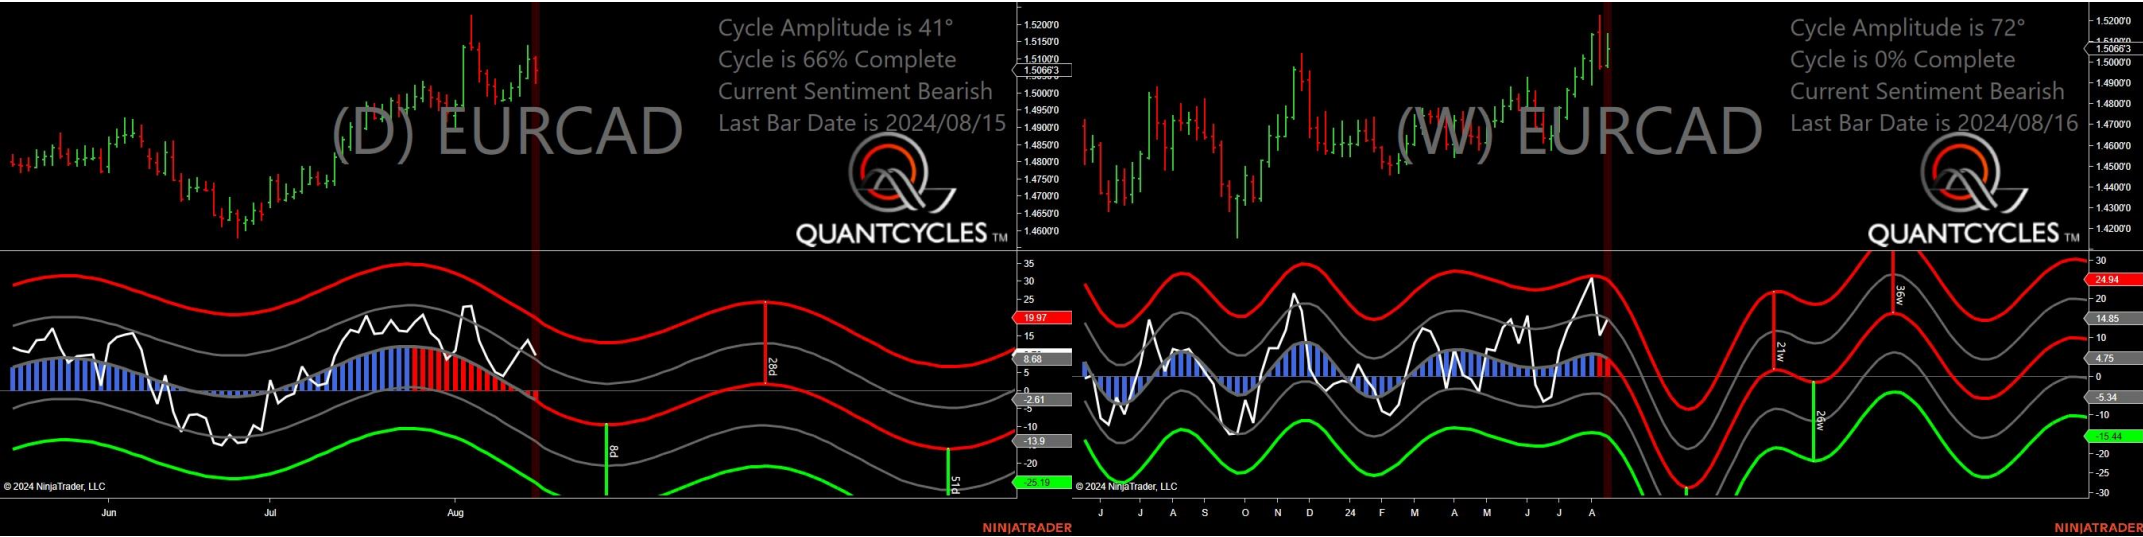 Cycle Amplitude is 41°
Cycle is 66% Complete
Current Sentiment Bearish
Last Bar Date is 2024/08/15
(D) EURCAD
QUANTCYCLES TM
1.5200'0
1.5150'0
1.5100'0
1.5066'3
1.5000'0
1.4950'0
1.4900'0
1.4850'0
1.4800'0
1.4750'0
1.4700'0
1.4650'0
1.4600'0
35
30
25
19.97
15
8.68
5
0
-2.61
-5
-10
-13.9
-20
-25.19
28d
8d
51d
© 2024 NinjaTrader, LLC
Jun Jul Aug
NINJATRADER
Cycle Amplitude is 72°
Cycle is 0% Complete
Current Sentiment Bearish
Last Bar Date is 2024/08/16
(W) EURCAD
QUANTCYCLES TM
1.5200'0
1.5100'0
1.5066'3
1.5000'0
1.4900'0
1.4800'0
1.4700'0
1.4600'0
1.4500'0
1.4400'0
1.4300'0
1.4200'0
30
24.94
20
14.85
10
4.75
0
-5.34
-10
-15.44
-20
-25
-30
21w
26w
36w
© 2024 NinjaTrader, LLC
J J A S O N D 24 F M A M J J A
NINJATRADER